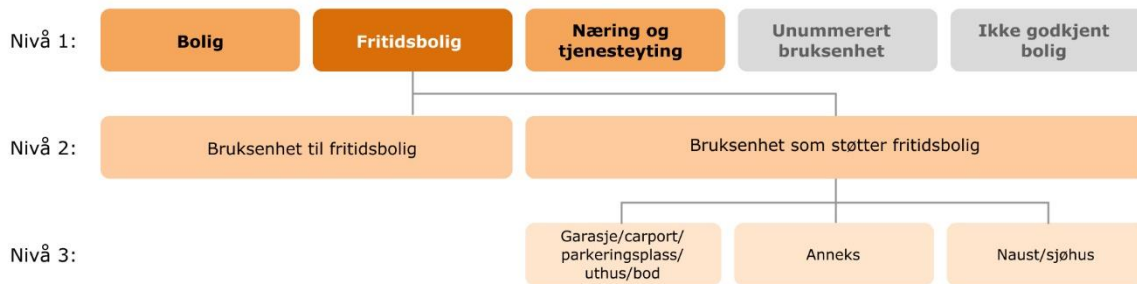 Nivå 1:
Bolig
Fritidsbolig
Næring og
tjenesteyting
Unummerert
bruksenhet
Ikke godkjent
bolig
Nivå 2:
Bruksenhet til fritidsbolig
Bruksenhet som støtter fritidsbolig
Nivå 3:
Garasje/carport/
parkeringsplass/
uthus/bod
Anneks
Naust/sjøhus